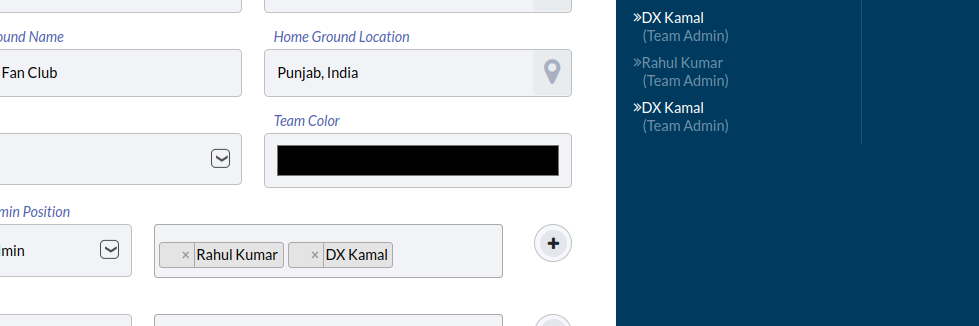 ound Name
Home Ground Location
Fan Club
Punjab, India
Team Color
min Position
lmin
× Rahul Kumar
× DX Kamal
+
»DX Kamal
(Team Admin)
»Rahul Kumar
(Team Admin)
»DX Kamal
(Team Admin)